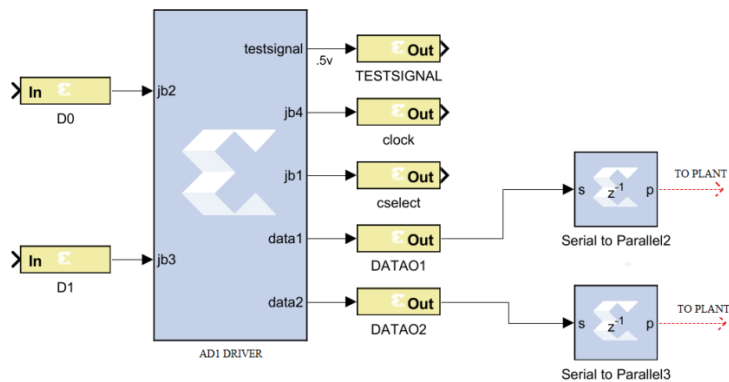 testsignal
.5v
Out
TESTSIGNAL
In
D0
jb2
jb4
Out
clock
jb1
Out
cselect
s
z-1
p
TO PLANT
Serial to Parallel2
data1
Out
DATAO1
In
D1
jb3
data2
Out
DATAO2
s
z-1
p
TO PLANT
Serial to Parallel3
AD1 DRIVER